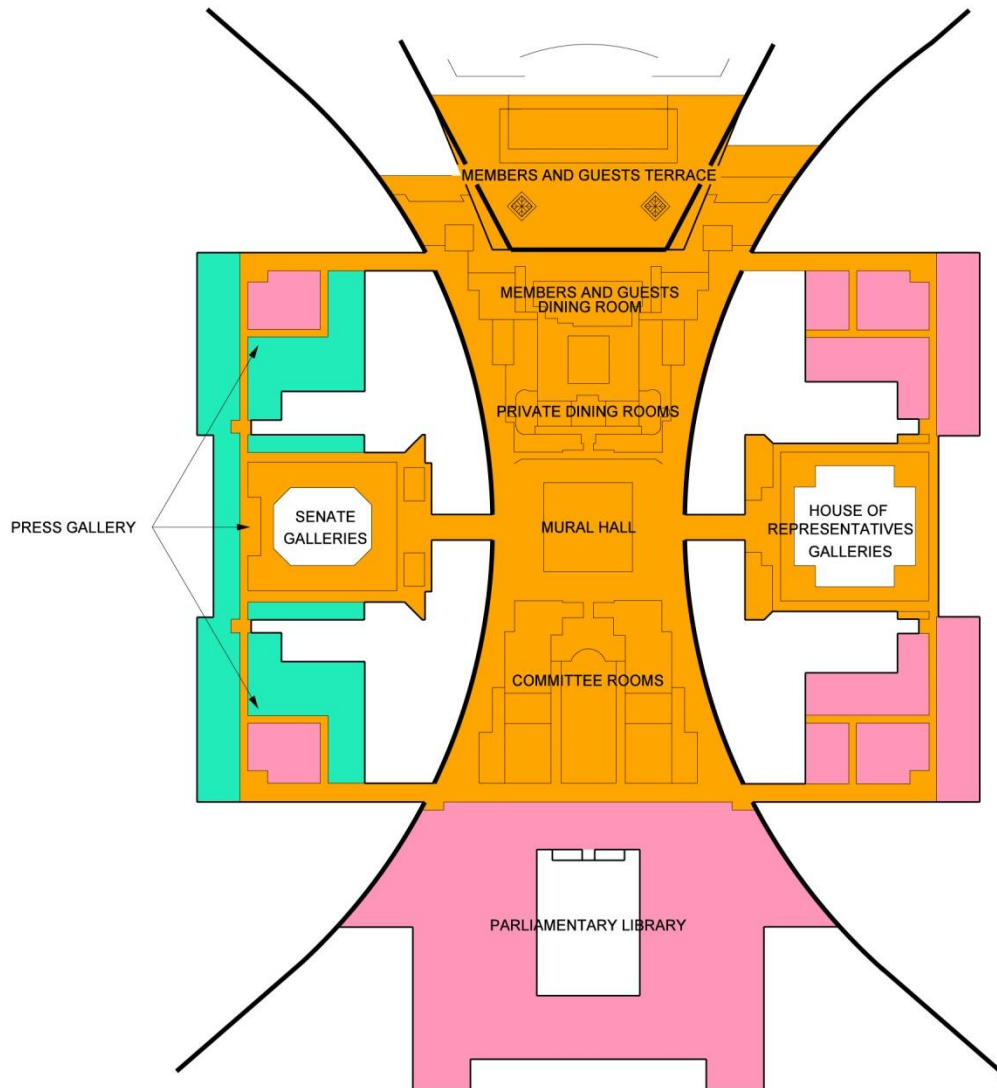 MEMBERS AND GUESTS TERRACE
MEMBERS AND GUESTS
DINING ROOM
PRIVATE DINING ROOMS
PRESS GALLERY
SENATE
GALLERIES
MURAL HALL
HOUSE OF
REPRESENTATIVES
GALLERIES
COMMITTEE ROOMS
PARLIAMENTARY LIBRARY